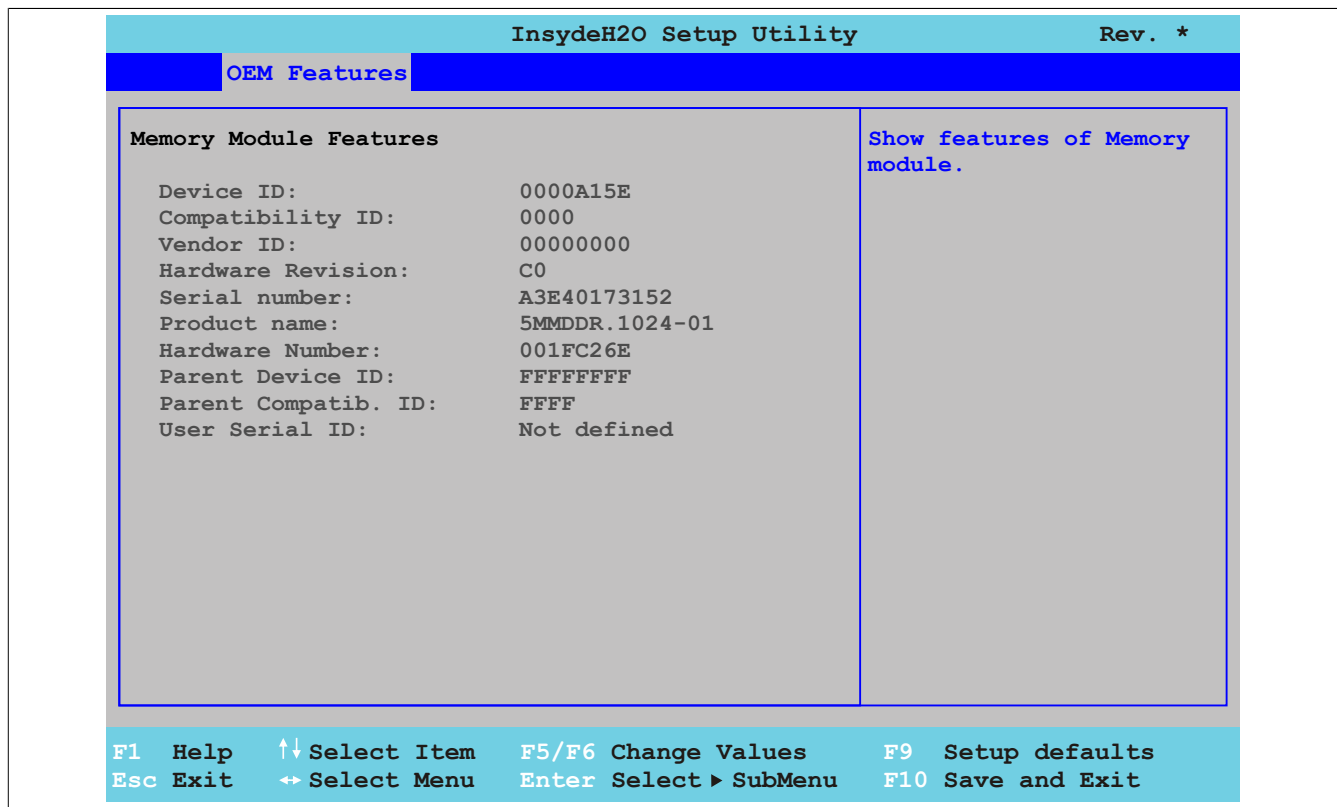 InsydeH2O Setup Utility Rev. *
OEM Features
Memory Module Features
Device ID: 0000A15E
Compatibility ID: 0000
Vendor ID: 00000000
Hardware Revision: C0
Serial number: A3E40173152
Product name: 5MMDDR.1024-01
Hardware Number: 001FC26E
Parent Device ID: FFFFFFFF
Parent Compatib. ID: FFFF
User Serial ID: Not defined
Show features of Memory
module.
F1 Help ↑↓ Select Item F5/F6 Change Values F9 Setup defaults
Esc Exit ↔ Select Menu Enter Select ▶ SubMenu F10 Save and Exit